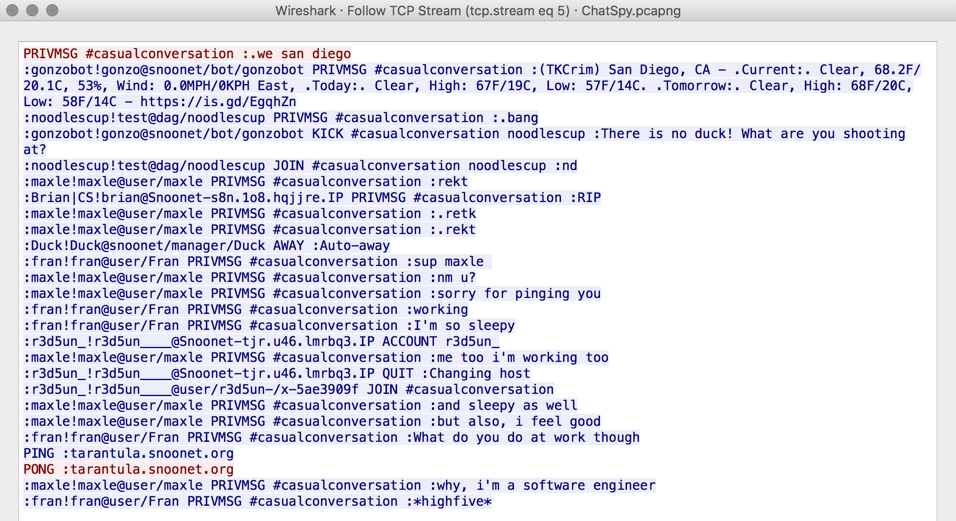 Wireshark · Follow TCP Stream (tcp.stream eq 5) · ChatSpy.pcapng
PRIVMSG #casualconversation :.we san diego
:gonzobot!gonzo@snoonet/bot/gonzobot PRIVMSG #casualconversation :(TKCrim) San Diego, CA - .Current:. Clear, 68.2F/
20.1C, 53%, Wind: 0.0MPH/0KPH East, .Today:. Clear, High: 67F/19C, Low: 57F/14C. .Tomorrow:. Clear, High: 68F/20C,
Low: 58F/14C - https://is.gd/EgqhZn
:noodlescup!test@dag/noodlescup PRIVMSG #casualconversation :.bang
:gonzobot!gonzo@snoonet/bot/gonzobot KICK #casualconversation noodlescup :There is no duck! What are you shooting
at?
:noodlescup!test@dag/noodlescup JOIN #casualconversation noodlescup :nd
:maxle!maxle@user/maxle PRIVMSG #casualconversation :rekt
:Brian|CS!brian@Snoonet-s8n.1o8.hqjjre.IP PRIVMSG #casualconversation :RIP
:maxle!maxle@user/maxle PRIVMSG #casualconversation :.retk
:maxle!maxle@user/maxle PRIVMSG #casualconversation :.rekt
:Duck!Duck@snoonet/manager/Duck AWAY :Auto-away
:fran!fran@user/Fran PRIVMSG #casualconversation :sup maxle
:maxle!maxle@user/maxle PRIVMSG #casualconversation :nm u?
:maxle!maxle@user/maxle PRIVMSG #casualconversation :sorry for pinging you
:fran!fran@user/Fran PRIVMSG #casualconversation :working
:fran!fran@user/Fran PRIVMSG #casualconversation :I'm so sleepy
:r3d5un_!r3d5un____@Snoonet-tjr.u46.lmrbq3.IP ACCOUNT r3d5un_
:maxle!maxle@user/maxle PRIVMSG #casualconversation :me too i'm working too
:r3d5un_!r3d5un____@Snoonet-tjr.u46.lmrbq3.IP QUIT :Changing host
:r3d5un_!r3d5un____@user/r3d5un-/x-5ae3909f JOIN #casualconversation
:maxle!maxle@user/maxle PRIVMSG #casualconversation :and sleepy as well
:maxle!maxle@user/maxle PRIVMSG #casualconversation :but also, i feel good
:fran!fran@user/Fran PRIVMSG #casualconversation :What do you do at work though
PING :tarantula.snoonet.org
PONG :tarantula.snoonet.org
:maxle!maxle@user/maxle PRIVMSG #casualconversation :why, i'm a software engineer
:fran!fran@user/Fran PRIVMSG #casualconversation :*highfive*